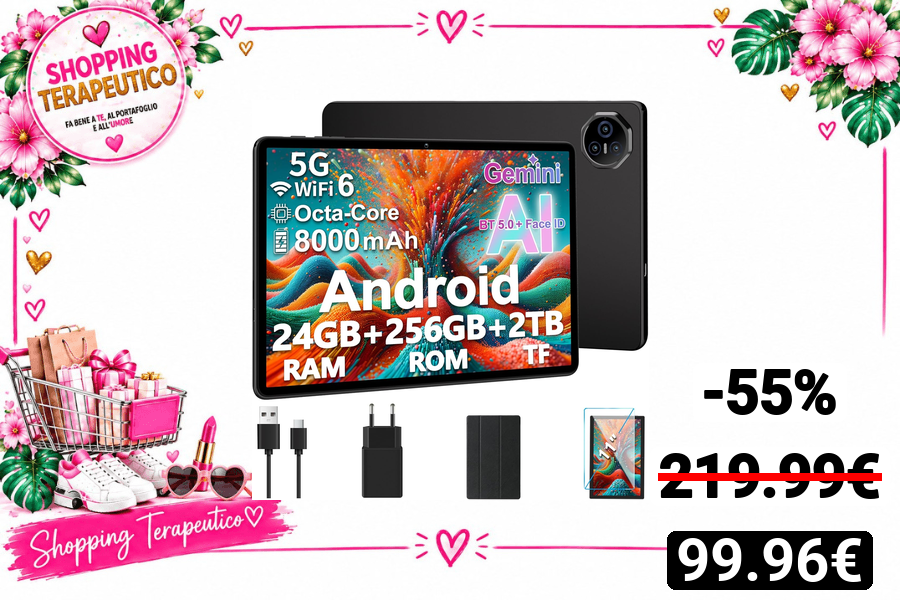 SHOPPING
TERAPEUTICO
FA BENE A TE, AL PORTAFOGLIO
E ALL'UMORE
5G
WiFi 6
Octa-Core
8000mAh
Gemini
AI
BT 5.0+ Face ID
Android
24GB+256GB+2TB
RAM ROM TF
11"
-55%
219.99€
99.96€
Shopping Terapeutico